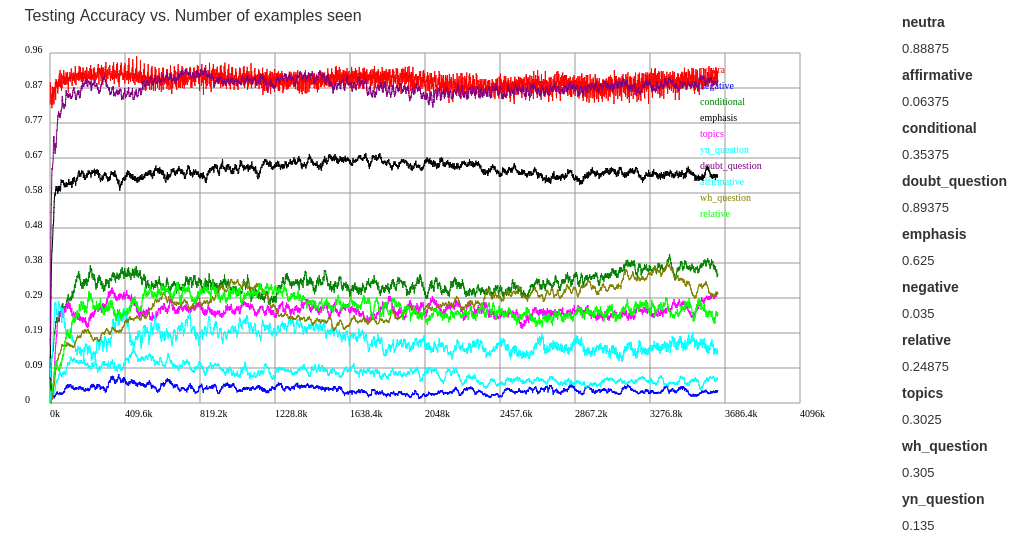 Testing Accuracy vs. Number of examples seen
0.96
0.87
0.77
0.67
0.58
0.48
0.38
0.29
0.19
0.09
0
0k
409.6k
819.2k
1228.8k
1638.4k
2048k
2457.6k
2867.2k
3276.8k
3686.4k
4096k
negative
conditional
emphasis
topics
yn_question
doubt_question
affirmative
wh_question
relative
neutra
0.88875
affirmative
0.06375
conditional
0.35375
doubt_question
0.89375
emphasis
0.625
negative
0.035
relative
0.24875
topics
0.3025
wh_question
0.305
yn_question
0.135